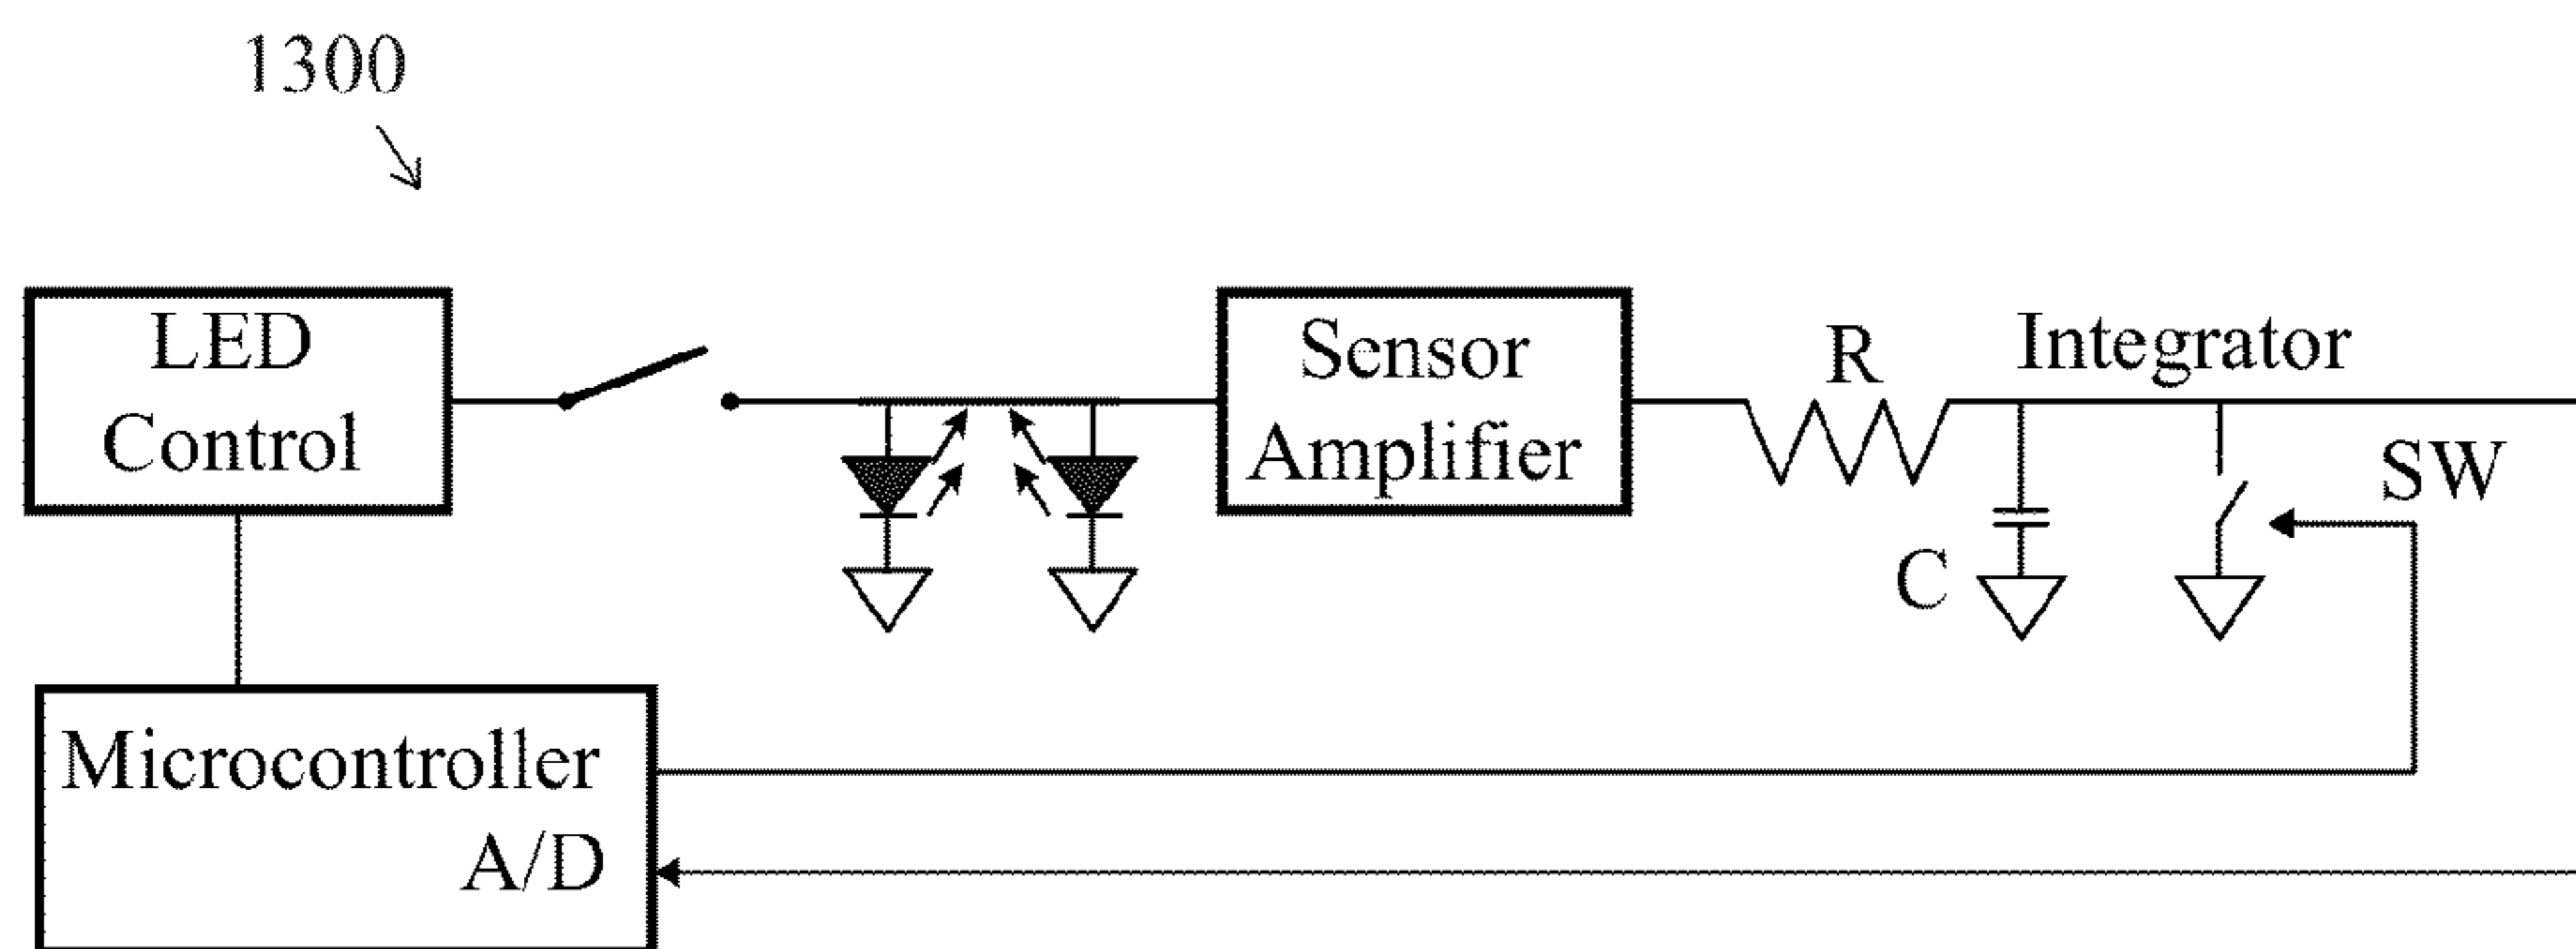 1300
LED
Control
Sensor
Amplifier
R
Integrator
SW
C
Microcontroller
A/D